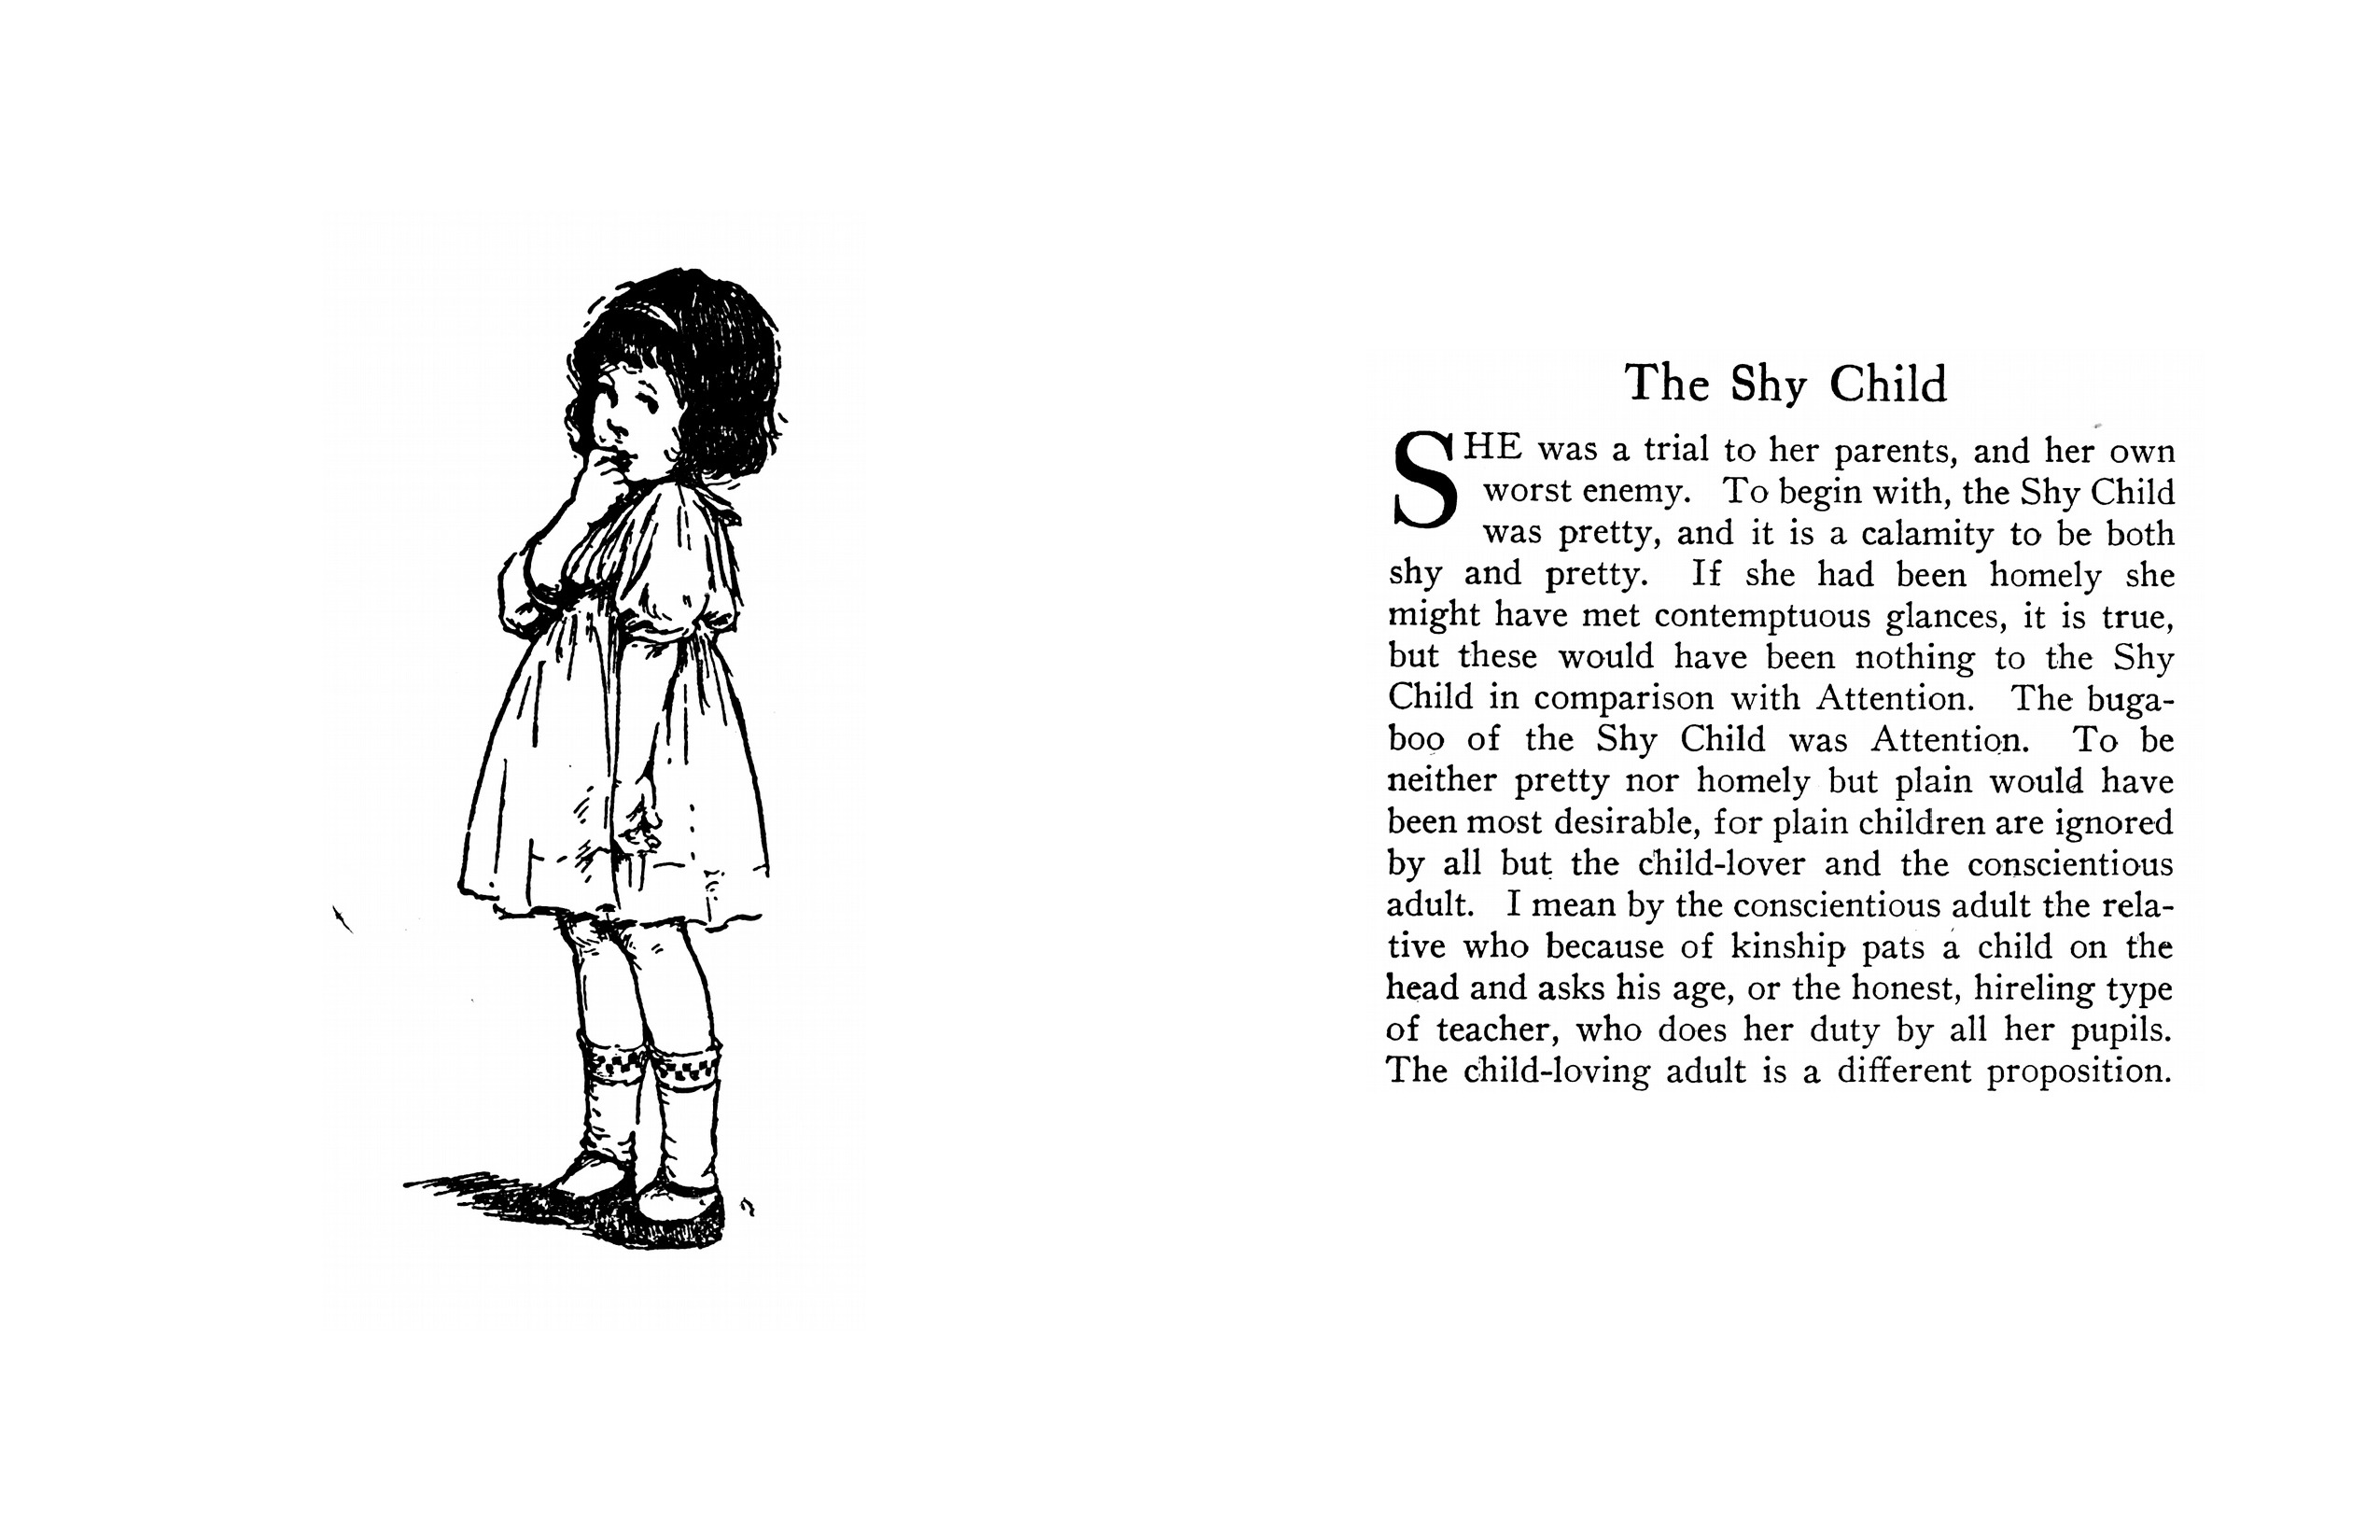 The Shy Child
SHE was a trial to her parents, and her own
worst enemy. To begin with, the Shy Child
was pretty, and it is a calamity to be both
shy and pretty. If she had been homely she
might have met contemptuous glances, it is true,
but these would have been nothing to the Shy
Child in comparison with Attention. The buga-
boo of the Shy Child was Attention. To be
neither pretty nor homely but plain would have
been most desirable, for plain children are ignored
by all but the child-lover and the conscientious
adult. I mean by the conscientious adult the rela-
tive who because of kinship pats a child on the
head and asks his age, or the honest, hireling type
of teacher, who does her duty by all her pupils.
The child-loving adult is a different proposition.